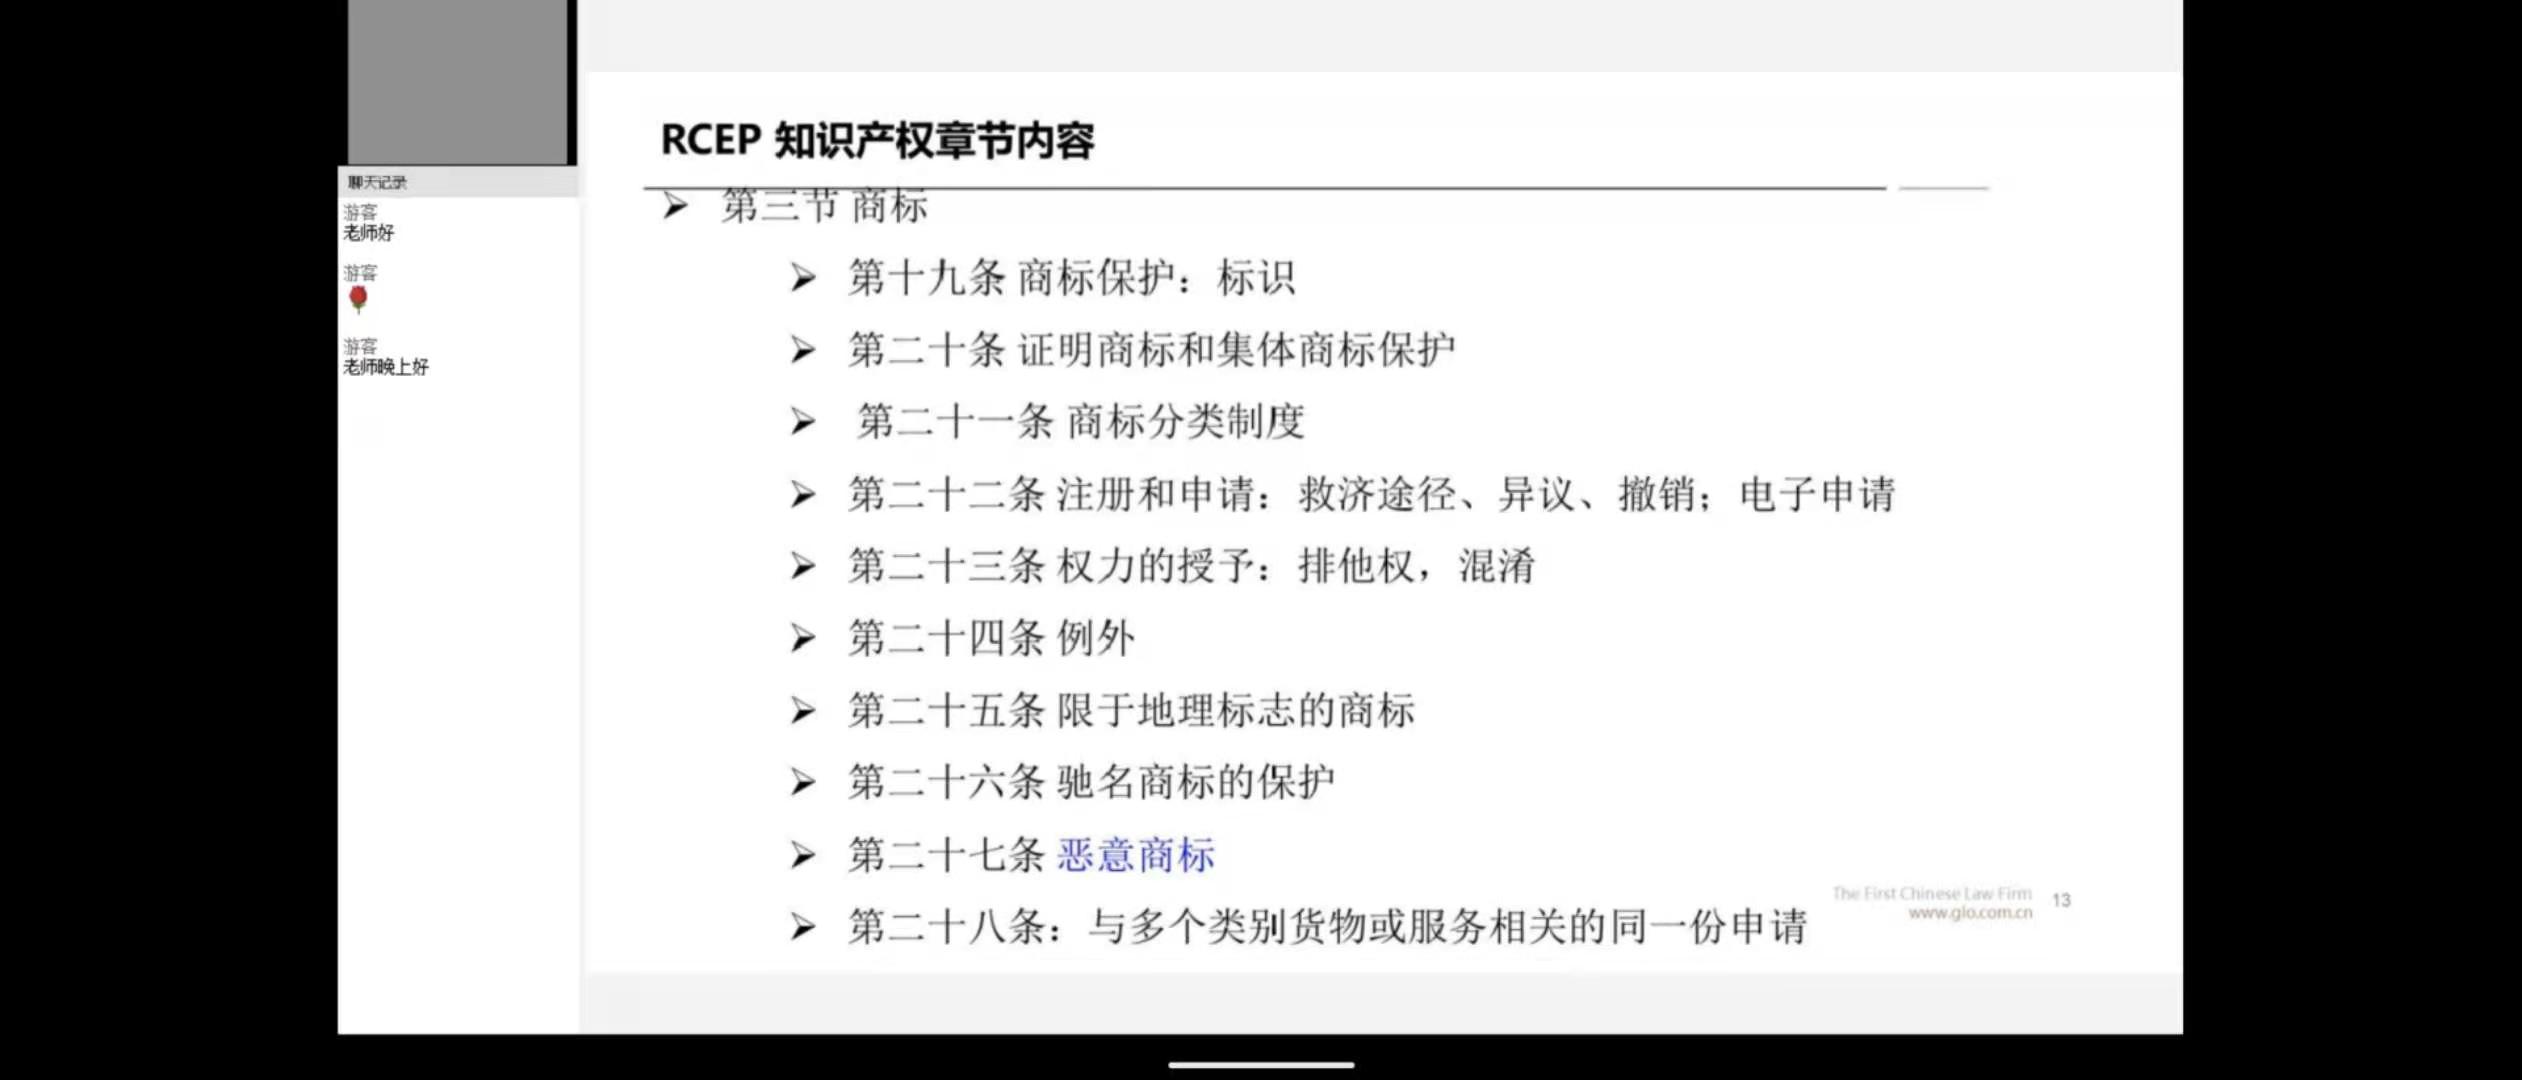 聊天记录
游客
老师好
游客
游客
老师晚上好
RCEP 知识产权章节内容
第三节 商标
第十九条 商标保护：标识
第二十条 证明商标和集体商标保护
第二十一条 商标分类制度
第二十二条 注册和申请：救济途径、异议、撤销；电子申请
第二十三条 权力的授予：排他权，混淆
第二十四条 例外
第二十五条 限于地理标志的商标
第二十六条 驰名商标的保护
第二十七条 恶意商标
第二十八条：与多个类别货物或服务相关的同一份申请
The First Chinese Law Firm
www.glo.com.cn
13